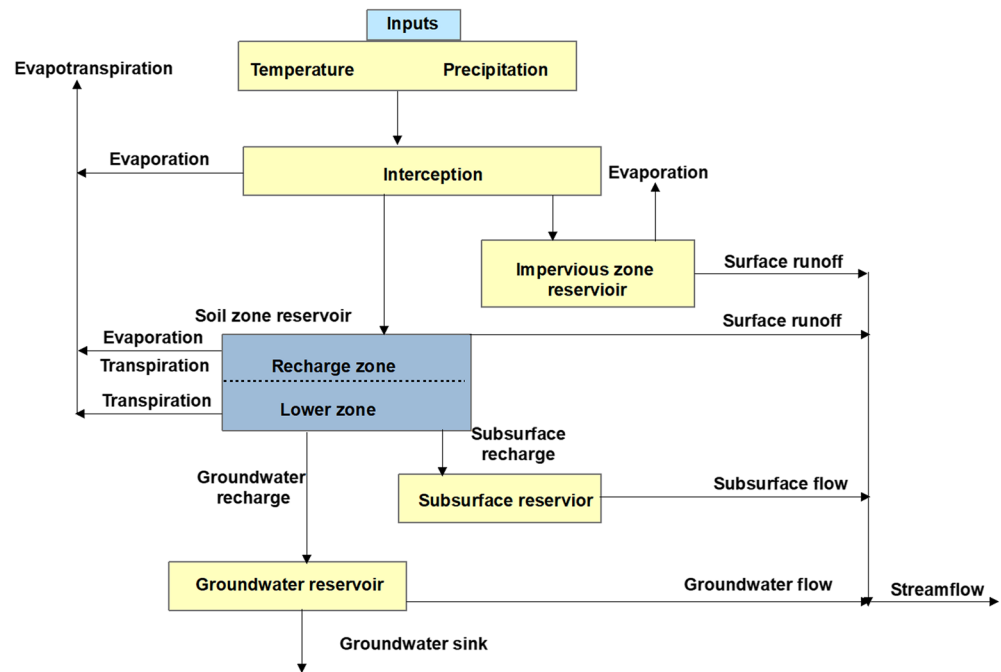 Inputs
Temperature Precipitation
Evapotranspiration
Evaporation
Interception
Evaporation
Impervious zone
reservioir
Surface runoff
Soil zone reservoir
Surface runoff
Evaporation
Transpiration
Recharge zone
Transpiration
Lower zone
Subsurface
recharge
Groundwater
recharge
Subsurface reservior
Subsurface flow
Groundwater reservoir
Groundwater flow
Streamflow
Groundwater sink